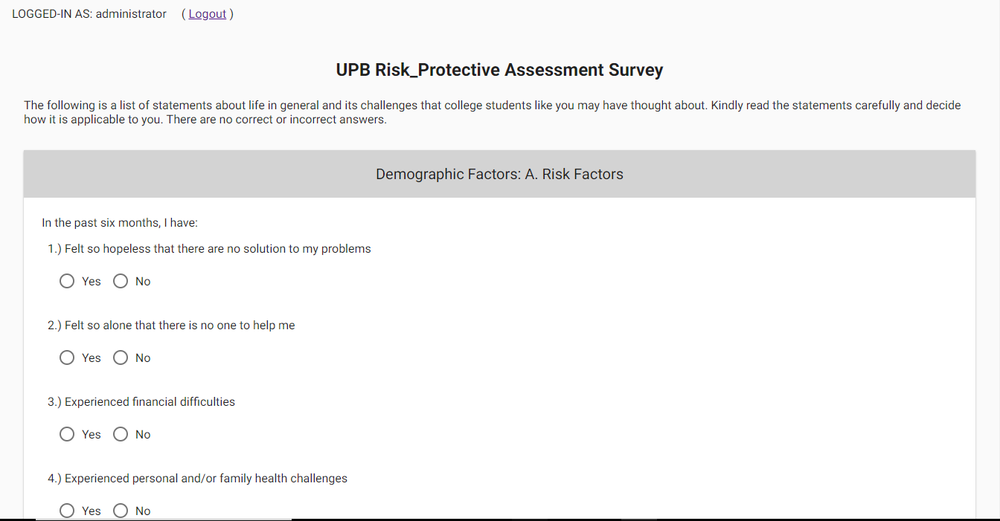 LOGGED-IN AS: administrator ( Logout )
UPB Risk_Protective Assessment Survey
The following is a list of statements about life in general and its challenges that college students like you may have thought about. Kindly read the statements carefully and decide
how it is applicable to you. There are no correct or incorrect answers.
Demographic Factors: A. Risk Factors
In the past six months, I have:
1.) Felt so hopeless that there are no solution to my problems
Yes No
2.) Felt so alone that there is no one to help me
Yes No
3.) Experienced financial difficulties
Yes No
4.) Experienced personal and/or family health challenges
Yes No